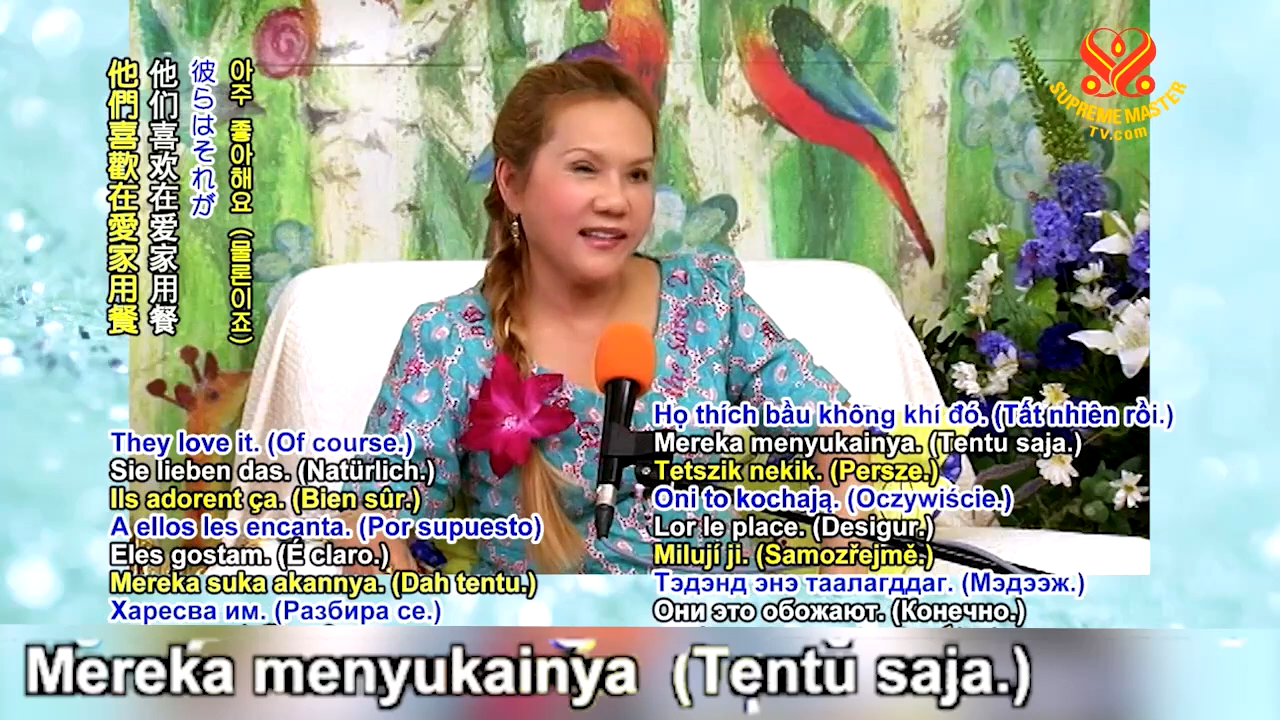 他們喜歡在愛家用餐
他们喜欢在爱家用餐
彼らはそれが
아주 좋아해요 (물론이죠)
SUPREME MASTER
TV.com
They love it. (Of course.)
Sie lieben das. (Natürlich.)
Ils adorent ça. (Bien sûr.)
A ellos les encanta. (Por supuesto)
Eles gostam. (É claro.)
Mereka suka akannya. (Dah tentu.)
Харесва им. (Разбира се.)
Họ thích bầu không khí đó. (Tất nhiên rồi.)
Mereka menyukainya. (Tentu saja.)
Tetszik nekik. (Persze.)
Oni to kochają. (Oczywiście.)
Lor le place. (Desigur.)
Milují ji. (Samozřejmě.)
Тэдэнд энэ таалагддаг. (Мэдээж.)
Они это обожают. (Конечно.)
Mereka menyukainya (Tentu saja.)